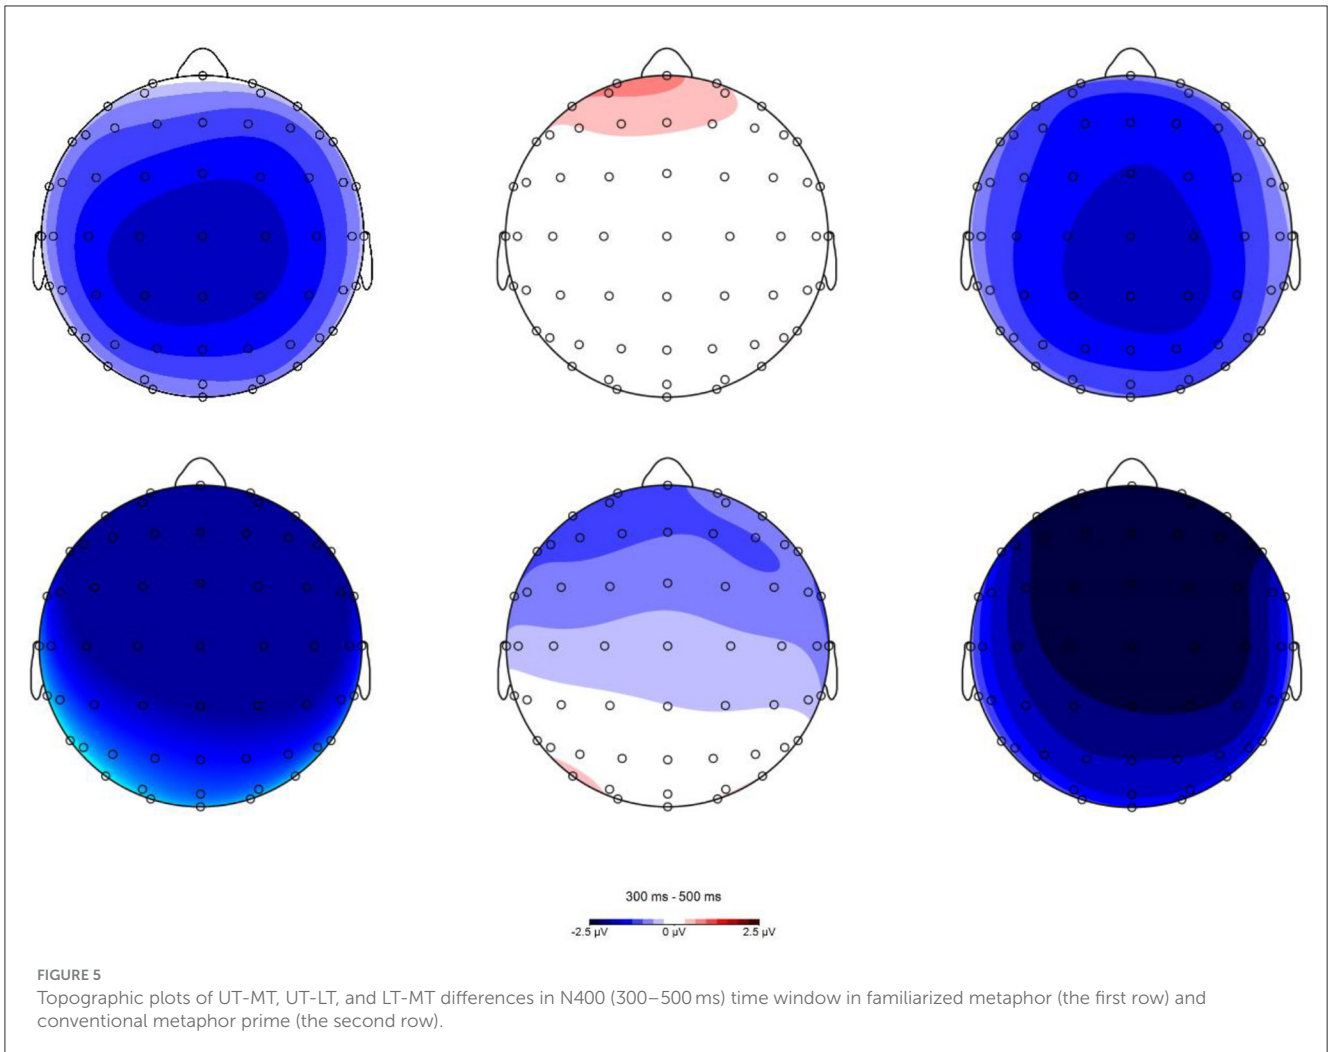 300 ms - 500 ms
-2.5 μV 0 μV 2.5 μV
FIGURE 5
Topographic plots of UT-MT, UT-LT, and LT-MT differences in N400 (300–500 ms) time window in familiarized metaphor (the first row) and
conventional metaphor prime (the second row).